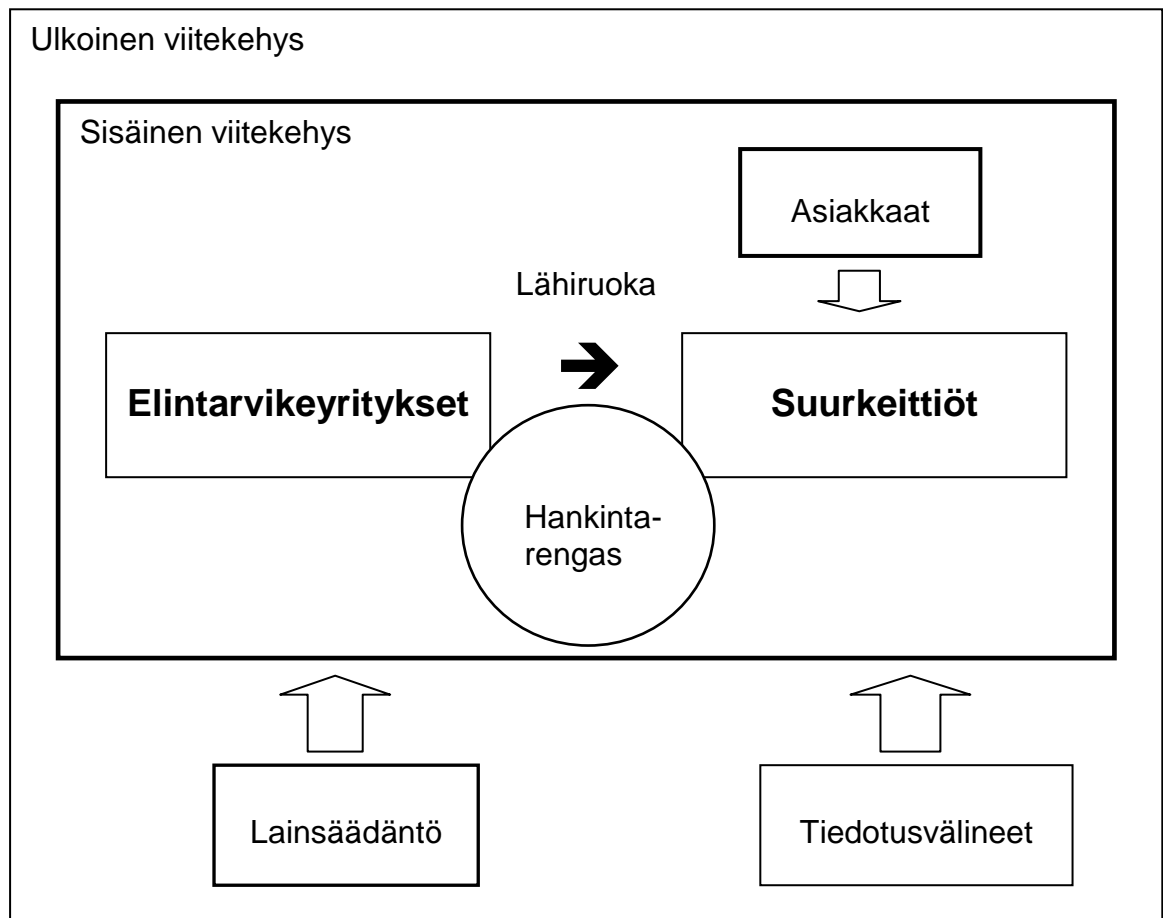 Ulkoinen viitekehys
Sisäinen viitekehys
Asiakkaat
Lähiruoka
Elintarvikeyritykset
Suurkeittiöt
Hankinta-
rengas
Lainsäädäntö
Tiedotusvälineet